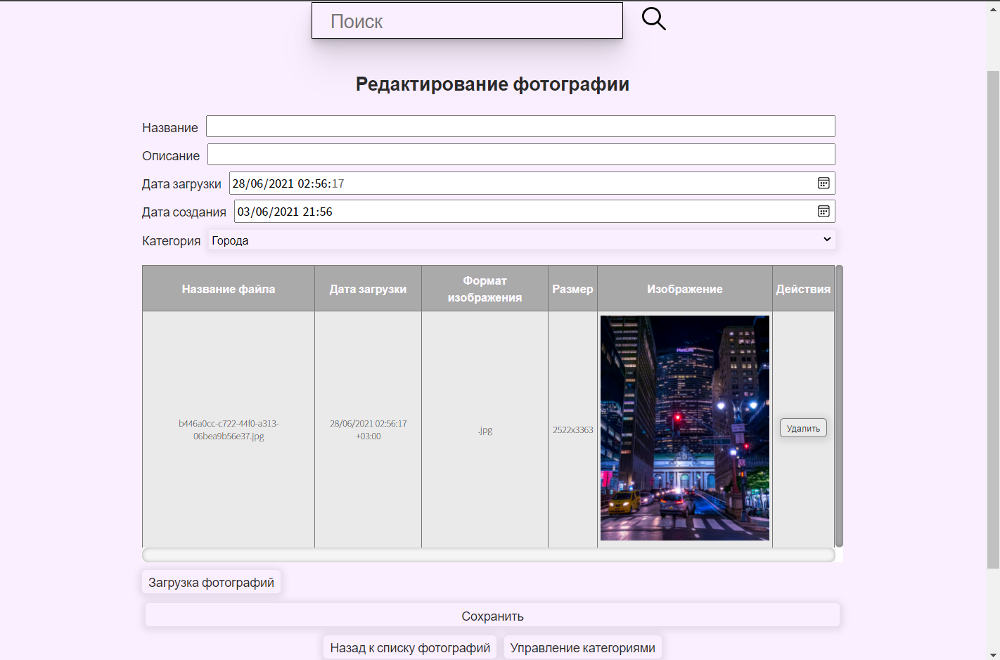 Поиск
Редактирование фотографии
Название
Описание
Дата загрузки 28/06/2021 02:56:17
Дата создания 03/06/2021 21:56
Категория Города
Название файла Дата загрузки Формат изображения Размер Изображение Действия
b446a0cc-c722-44f0-a313-
06bea9b56e37.jpg
28/06/2021 02:56:17
+03:00
.jpg
2522x3363
MetLife
Удалить
Загрузка фотографий
Сохранить
Назад к списку фотографий Управление категориями